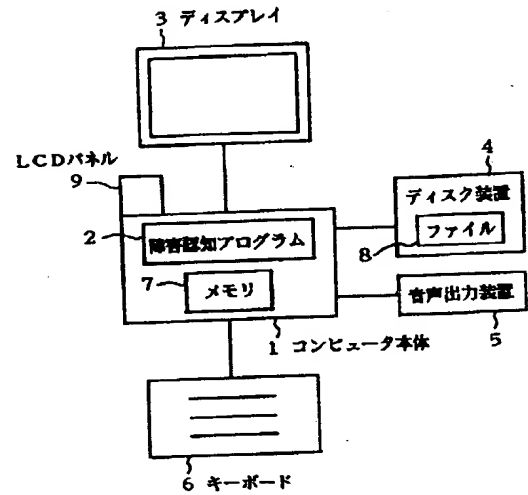 3 ディスプレイ
LCDパネル
9
4
ディスク装置
2
障害認知プログラム
8
ファイル
7
メモリ
音声出力装置
1 コンピュータ本体
5
6 キーボード